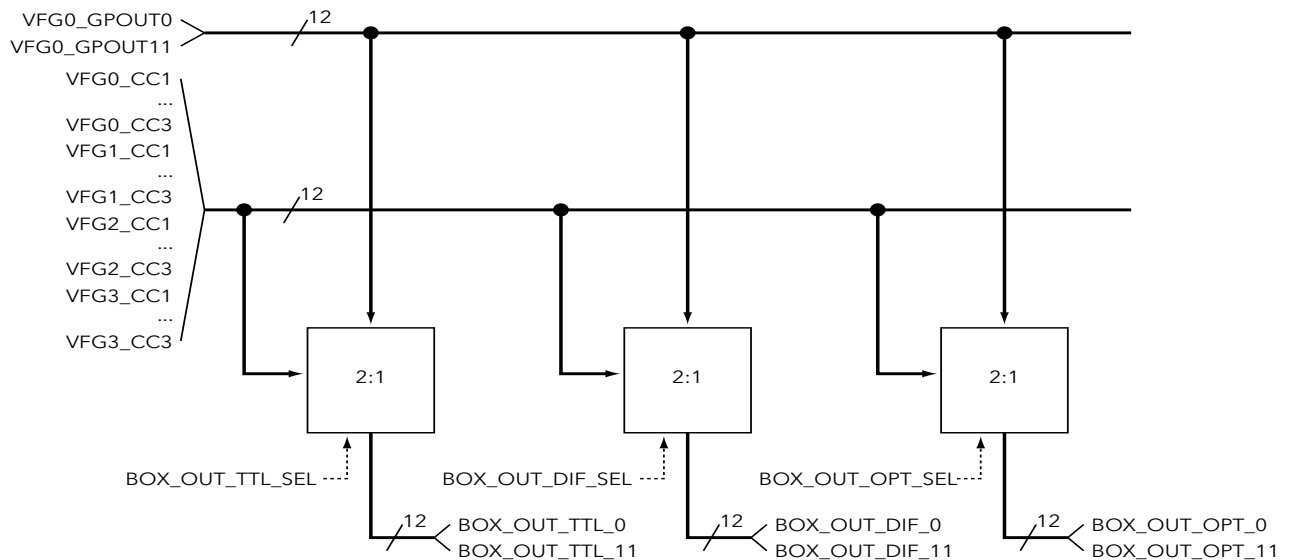 VFG0_GPOUT0
12
VFG0_GPOUT11
VFG0_CC1
...
VFG0_CC3
VFG1_CC1
...
VFG1_CC3
12
VFG2_CC1
...
VFG2_CC3
VFG3_CC1
...
VFG3_CC3
2:1
2:1
2:1
BOX_OUT_TTL_SEL
BOX_OUT_DIF_SEL
BOX_OUT_OPT_SEL
12
BOX_OUT_TTL_0
BOX_OUT_TTL_11
12
BOX_OUT_DIF_0
BOX_OUT_DIF_11
12
BOX_OUT_OPT_0
BOX_OUT_OPT_11